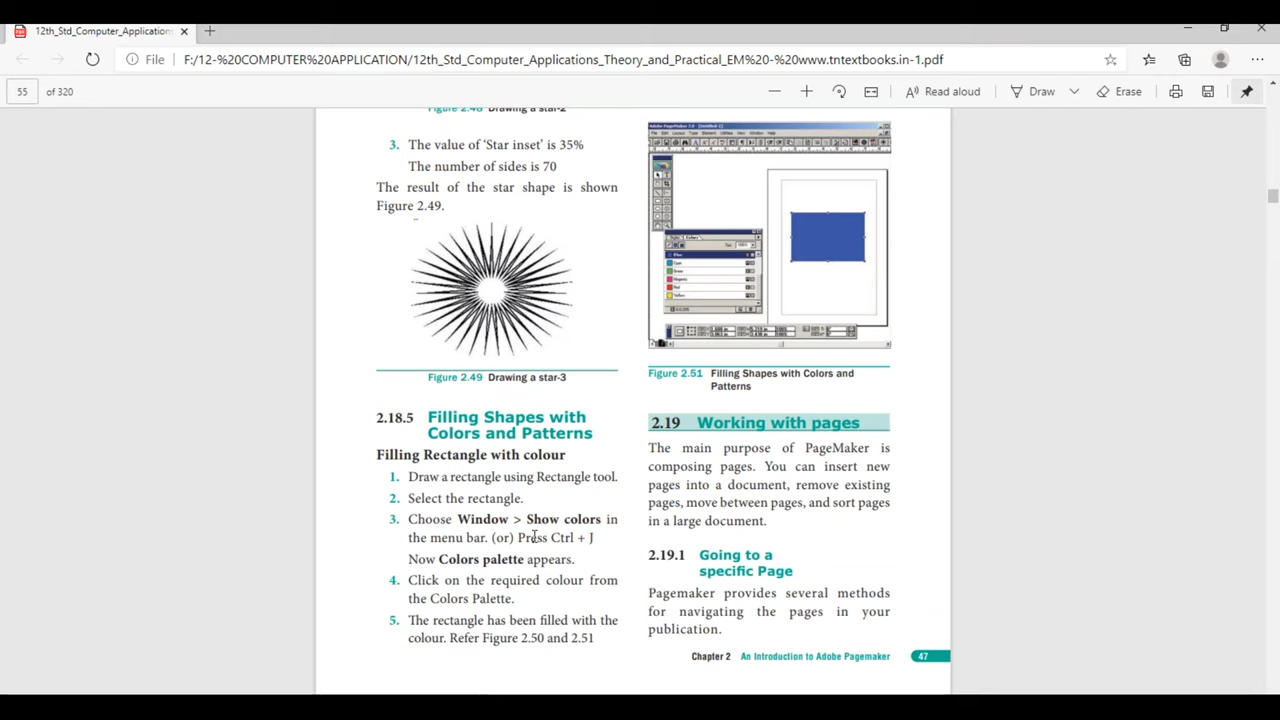 12th_Std_Computer_Applications_
File
F:/12-%20COMPUTER%20APPLICATION/12th_Std_Computer_Applications_Theory_and_Practical_EM%20-%20www.tntextbooks.in-1.pdf
55 of 320
Read aloud
Draw
Erase
Figure 2.48 Drawing a star-2
3. The value of ‘Star inset’ is 35%
The number of sides is 70
The result of the star shape is shown
Figure 2.49.
Figure 2.49 Drawing a star-3
2.18.5 Filling Shapes with
Colors and Patterns
Filling Rectangle with colour
1. Draw a rectangle using Rectangle tool.
2. Select the rectangle.
3. Choose Window > Show colors in
the menu bar. (or) Press Ctrl + J
Now Colors palette appears.
4. Click on the required colour from
the Colors Palette.
5. The rectangle has been filled with the
colour. Refer Figure 2.50 and 2.51
Colors
Blue
Cyan
Green
Magenta
Red
Yellow
Figure 2.51 Filling Shapes with Colors and
Patterns
2.19 Working with pages
The main purpose of PageMaker is
composing pages. You can insert new
pages into a document, remove existing
pages, move between pages, and sort pages
in a large document.
2.19.1 Going to a
specific Page
Pagemaker provides several methods
for navigating the pages in your
publication.
Chapter 2 An Introduction to Adobe Pagemaker 47